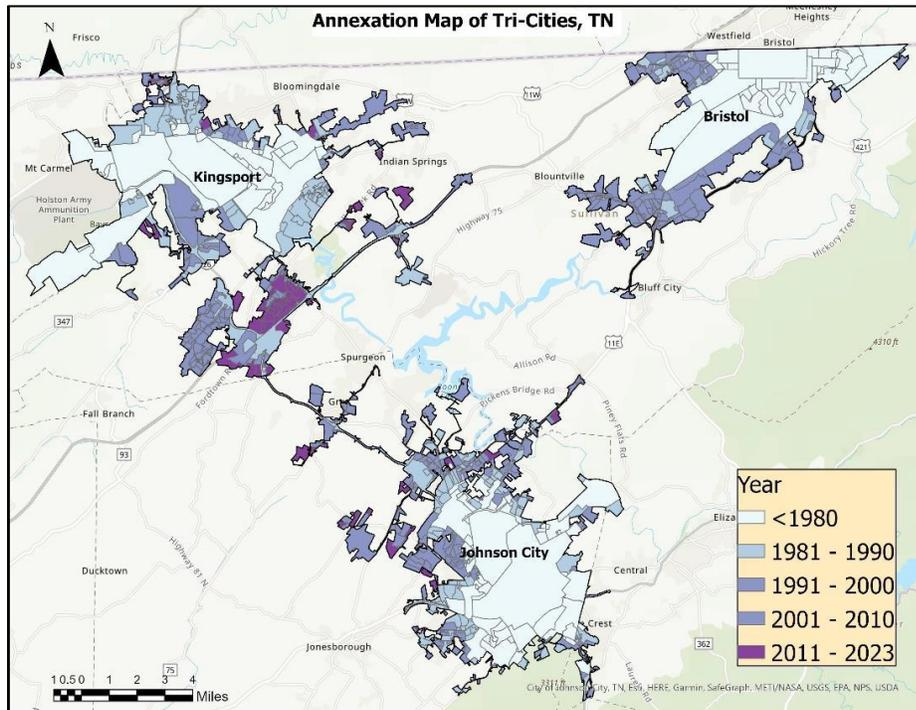 Annexation Map of Tri-Cities, TN
N
Frisco
Westfield
Heights
Bristol
Bloomingdale
11W
Mt Carmel
Kingsport
Indian Springs
Bristol
421
Holston Army
Ammunition
Plant
Blountville
Sullivan
Highway 75
Hickory Tree Rd
Bluff City
347
11E
4310 ft
Spurgeon
Allison Rd
Fordtown Rd
Pickens Bridge Rd
Fall Branch
93
Piney Flats Rd
Year
<1980
1981 - 1990
1991 - 2000
2001 - 2010
2011 - 2023
Highway 81 N
Johnson City
Ducktown
Central
Jonesborough
Crest
362
75
Laurels Rd
1 0.5 0 1 2 3 4
Miles
City of Johnson City, TN, Esri, HERE, Garmin, SafeGraph, METI/NASA, USGS, EPA, NPS, USDA